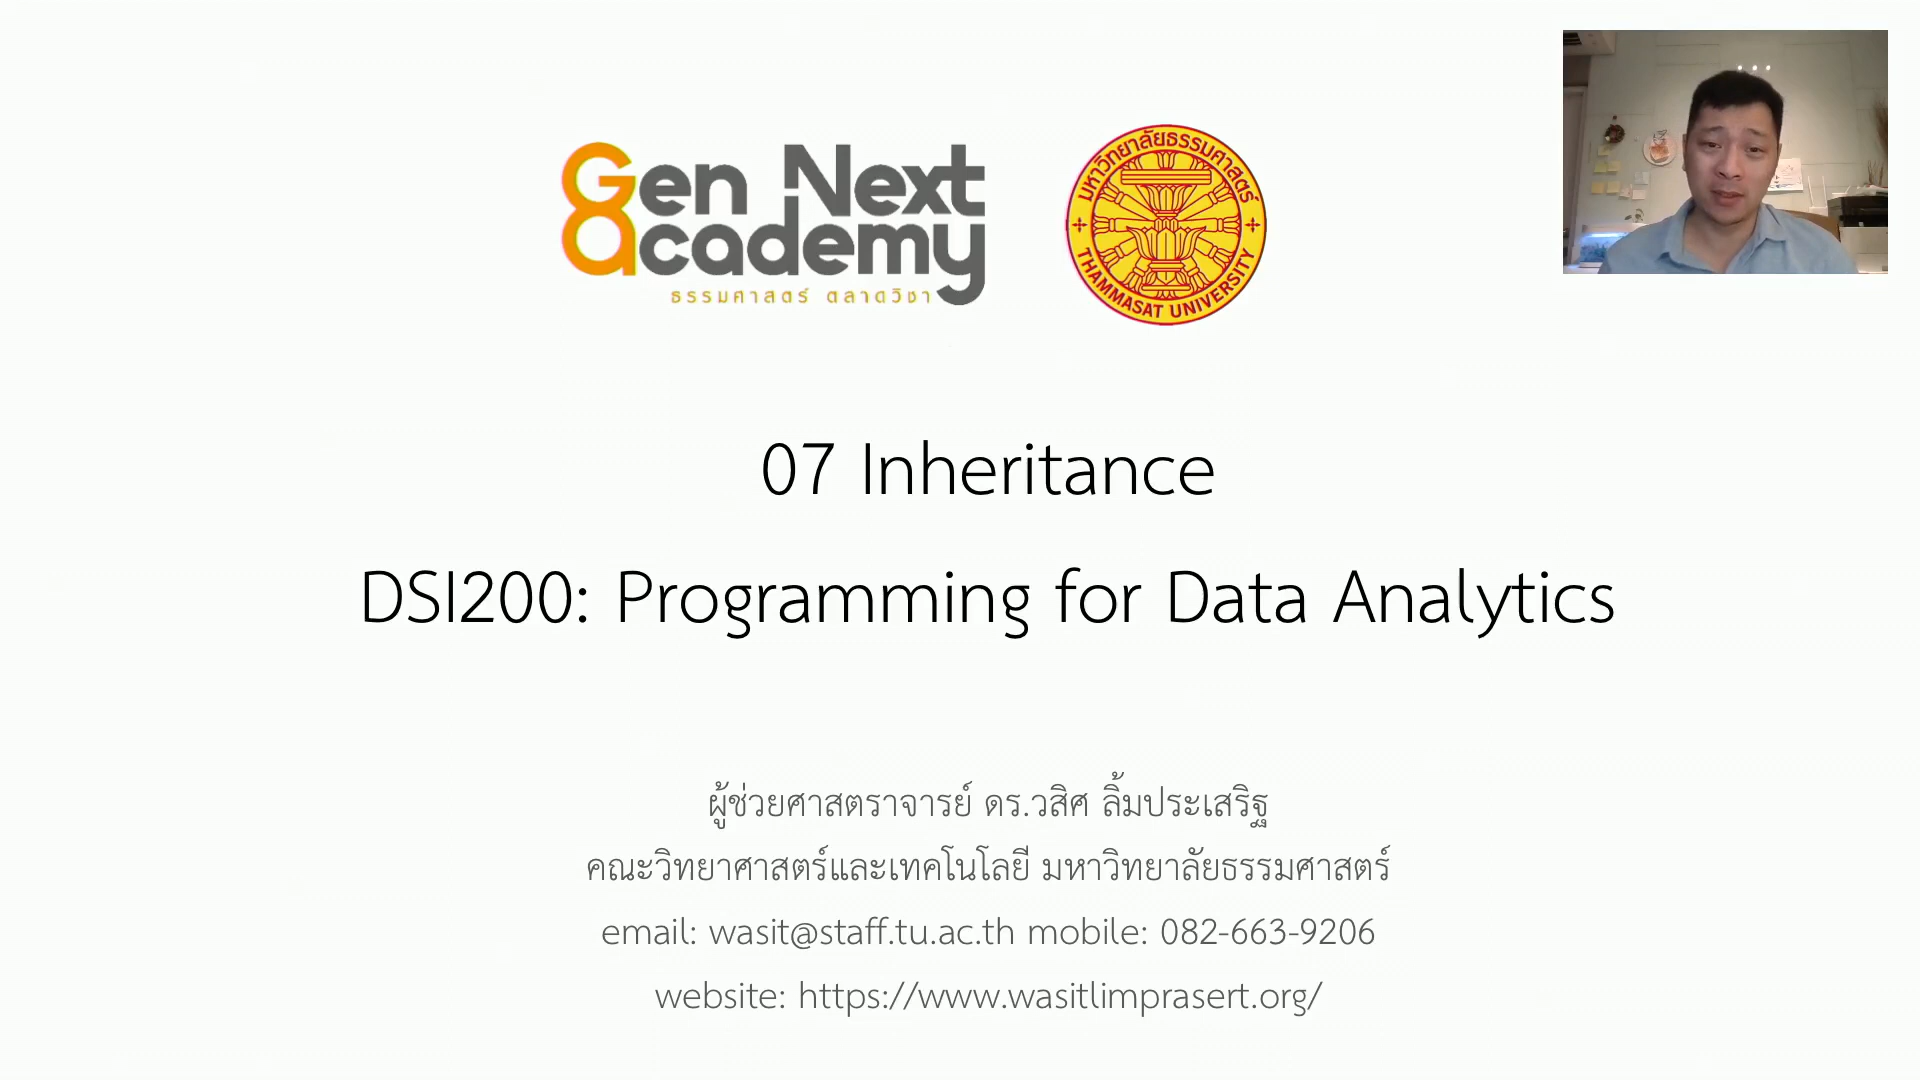 Gen Next
academy
ธรรมศาสตร์ ตลาดวิชา
มหาวิทยาลัยธรรมศาสตร์
THAMMASAT UNIVERSITY
07 Inheritance
DSI200: Programming for Data Analytics
ผู้ช่วยศาสตราจารย์ ดร.วสิศ ลิ้มประเสริฐ
คณะวิทยาศาสตร์และเทคโนโลยี มหาวิทยาลัยธรรมศาสตร์
email: wasit@staff.tu.ac.th mobile: 082-663-9206
website: https://www.wasitlimprasert.org/